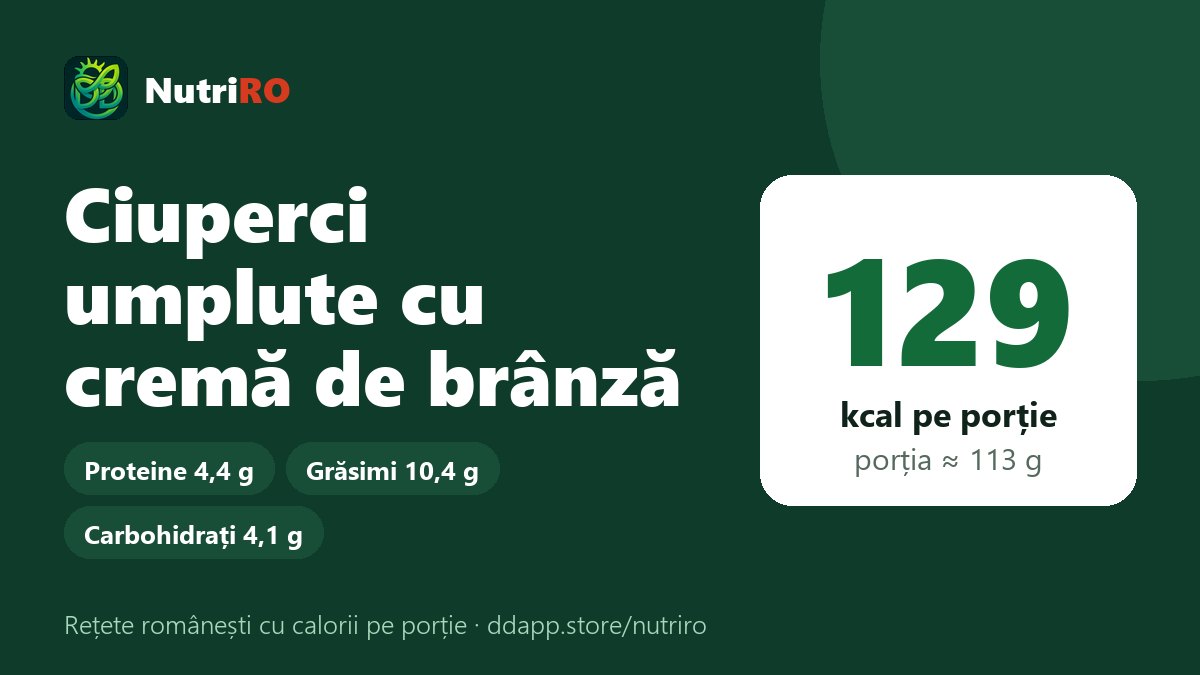 NutriRO
Ciuperci
umplute cu
cremă de brânză
Proteine 4,4 g
Grăsimi 10,4 g
Carbohidrați 4,1 g
129
kcal pe porție
porția ≈ 113 g
Rețete românești cu calorii pe porție · ddapp.store/nutriro